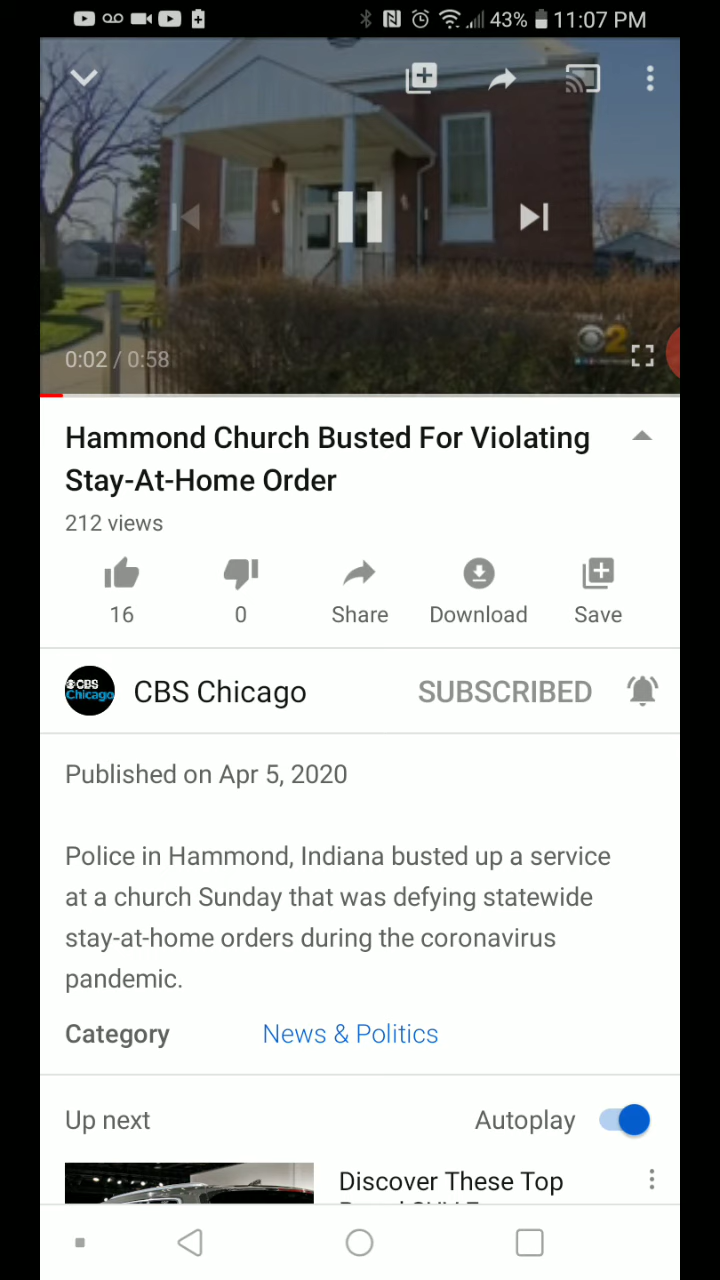 43% 11:07 PM
2
0:02 / 0:58
Hammond Church Busted For Violating
Stay-At-Home Order
212 views
16 0 Share Download Save
CBS Chicago CBS Chicago SUBSCRIBED
Published on Apr 5, 2020
Police in Hammond, Indiana busted up a service
at a church Sunday that was defying statewide
stay-at-home orders during the coronavirus
pandemic.
Category News & Politics
Up next Autoplay
Discover These Top